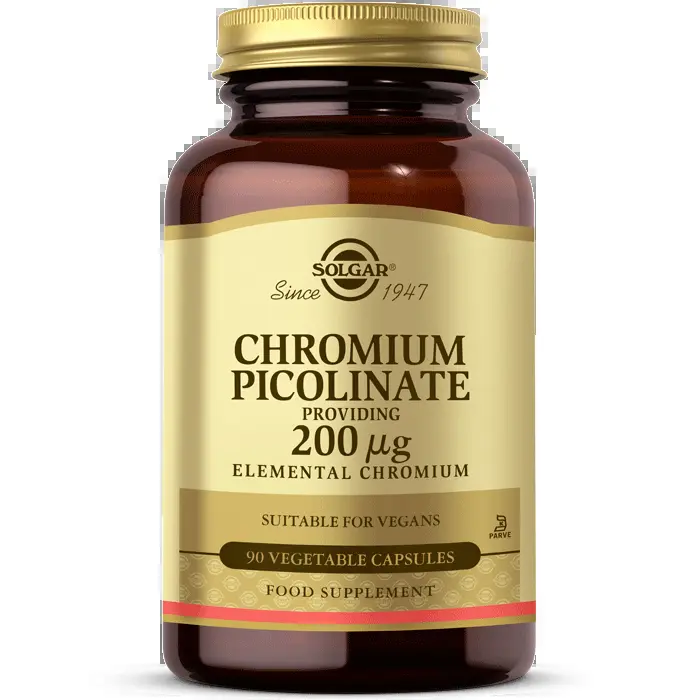 SOLGAR®
Since 1947
CHROMIUM
PICOLINATE
PROVIDING
200 µg
ELEMENTAL CHROMIUM
SUITABLE FOR VEGANS
PARVE
90 VEGETABLE CAPSULES
FOOD SUPPLEMENT